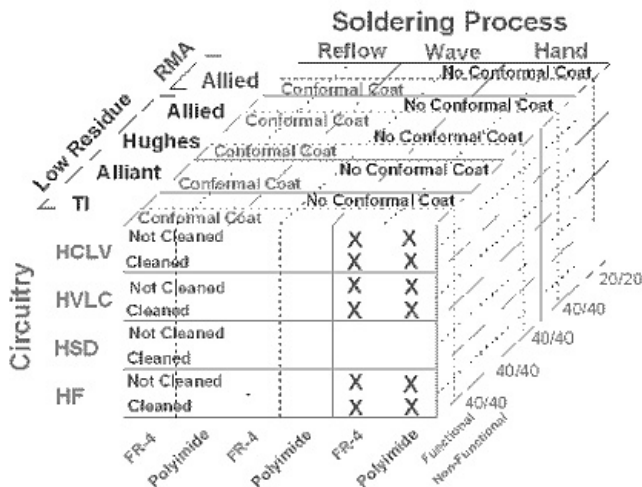 Soldering Process
Reflow Wave Hand
RMA
Low Residue
Allied
No Conformal Coat
Conformal Coat
Allied
No Conformal Coat
Conformal Coat
Hughes
No Conformal Coat
Conformal Coat
Alliant
No Conformal Coat
Conformal Coat
TI
No Conformal Coat
Conformal Coat
Circuitry
HCLV
Not Cleaned X X
Cleaned X X
HVLC
Not Cleaned X X
Cleaned X X
HSD
Not Cleaned
Cleaned
HF
Not Cleaned X X
Cleaned X X
20/20
40/40
40/40
40/40
40/40
FR-4 Polyimide FR-4 Polyimide FR-4 Polyimide Functional Non-Functional